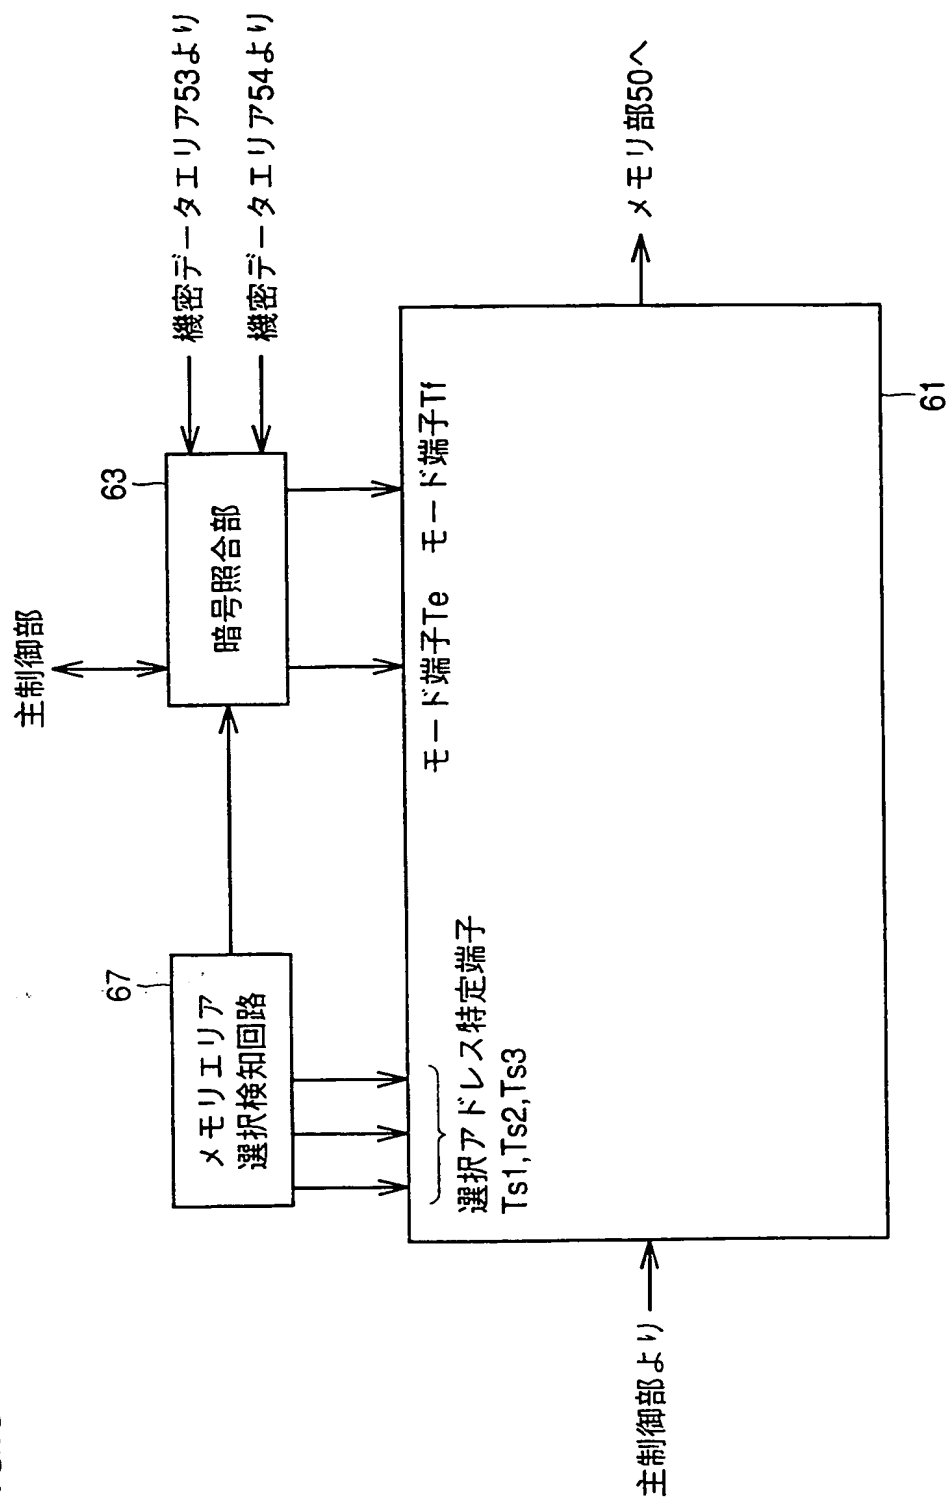 主制御部
63
暗号照合部
機密データエリア53より
機密データエリア54より
67
メモリエリア
選択検知回路
選択アドレス特定端子
Ts1,Ts2,Ts3
モード端子Te
モード端子Tf
主制御部より
メモリ部50へ
61